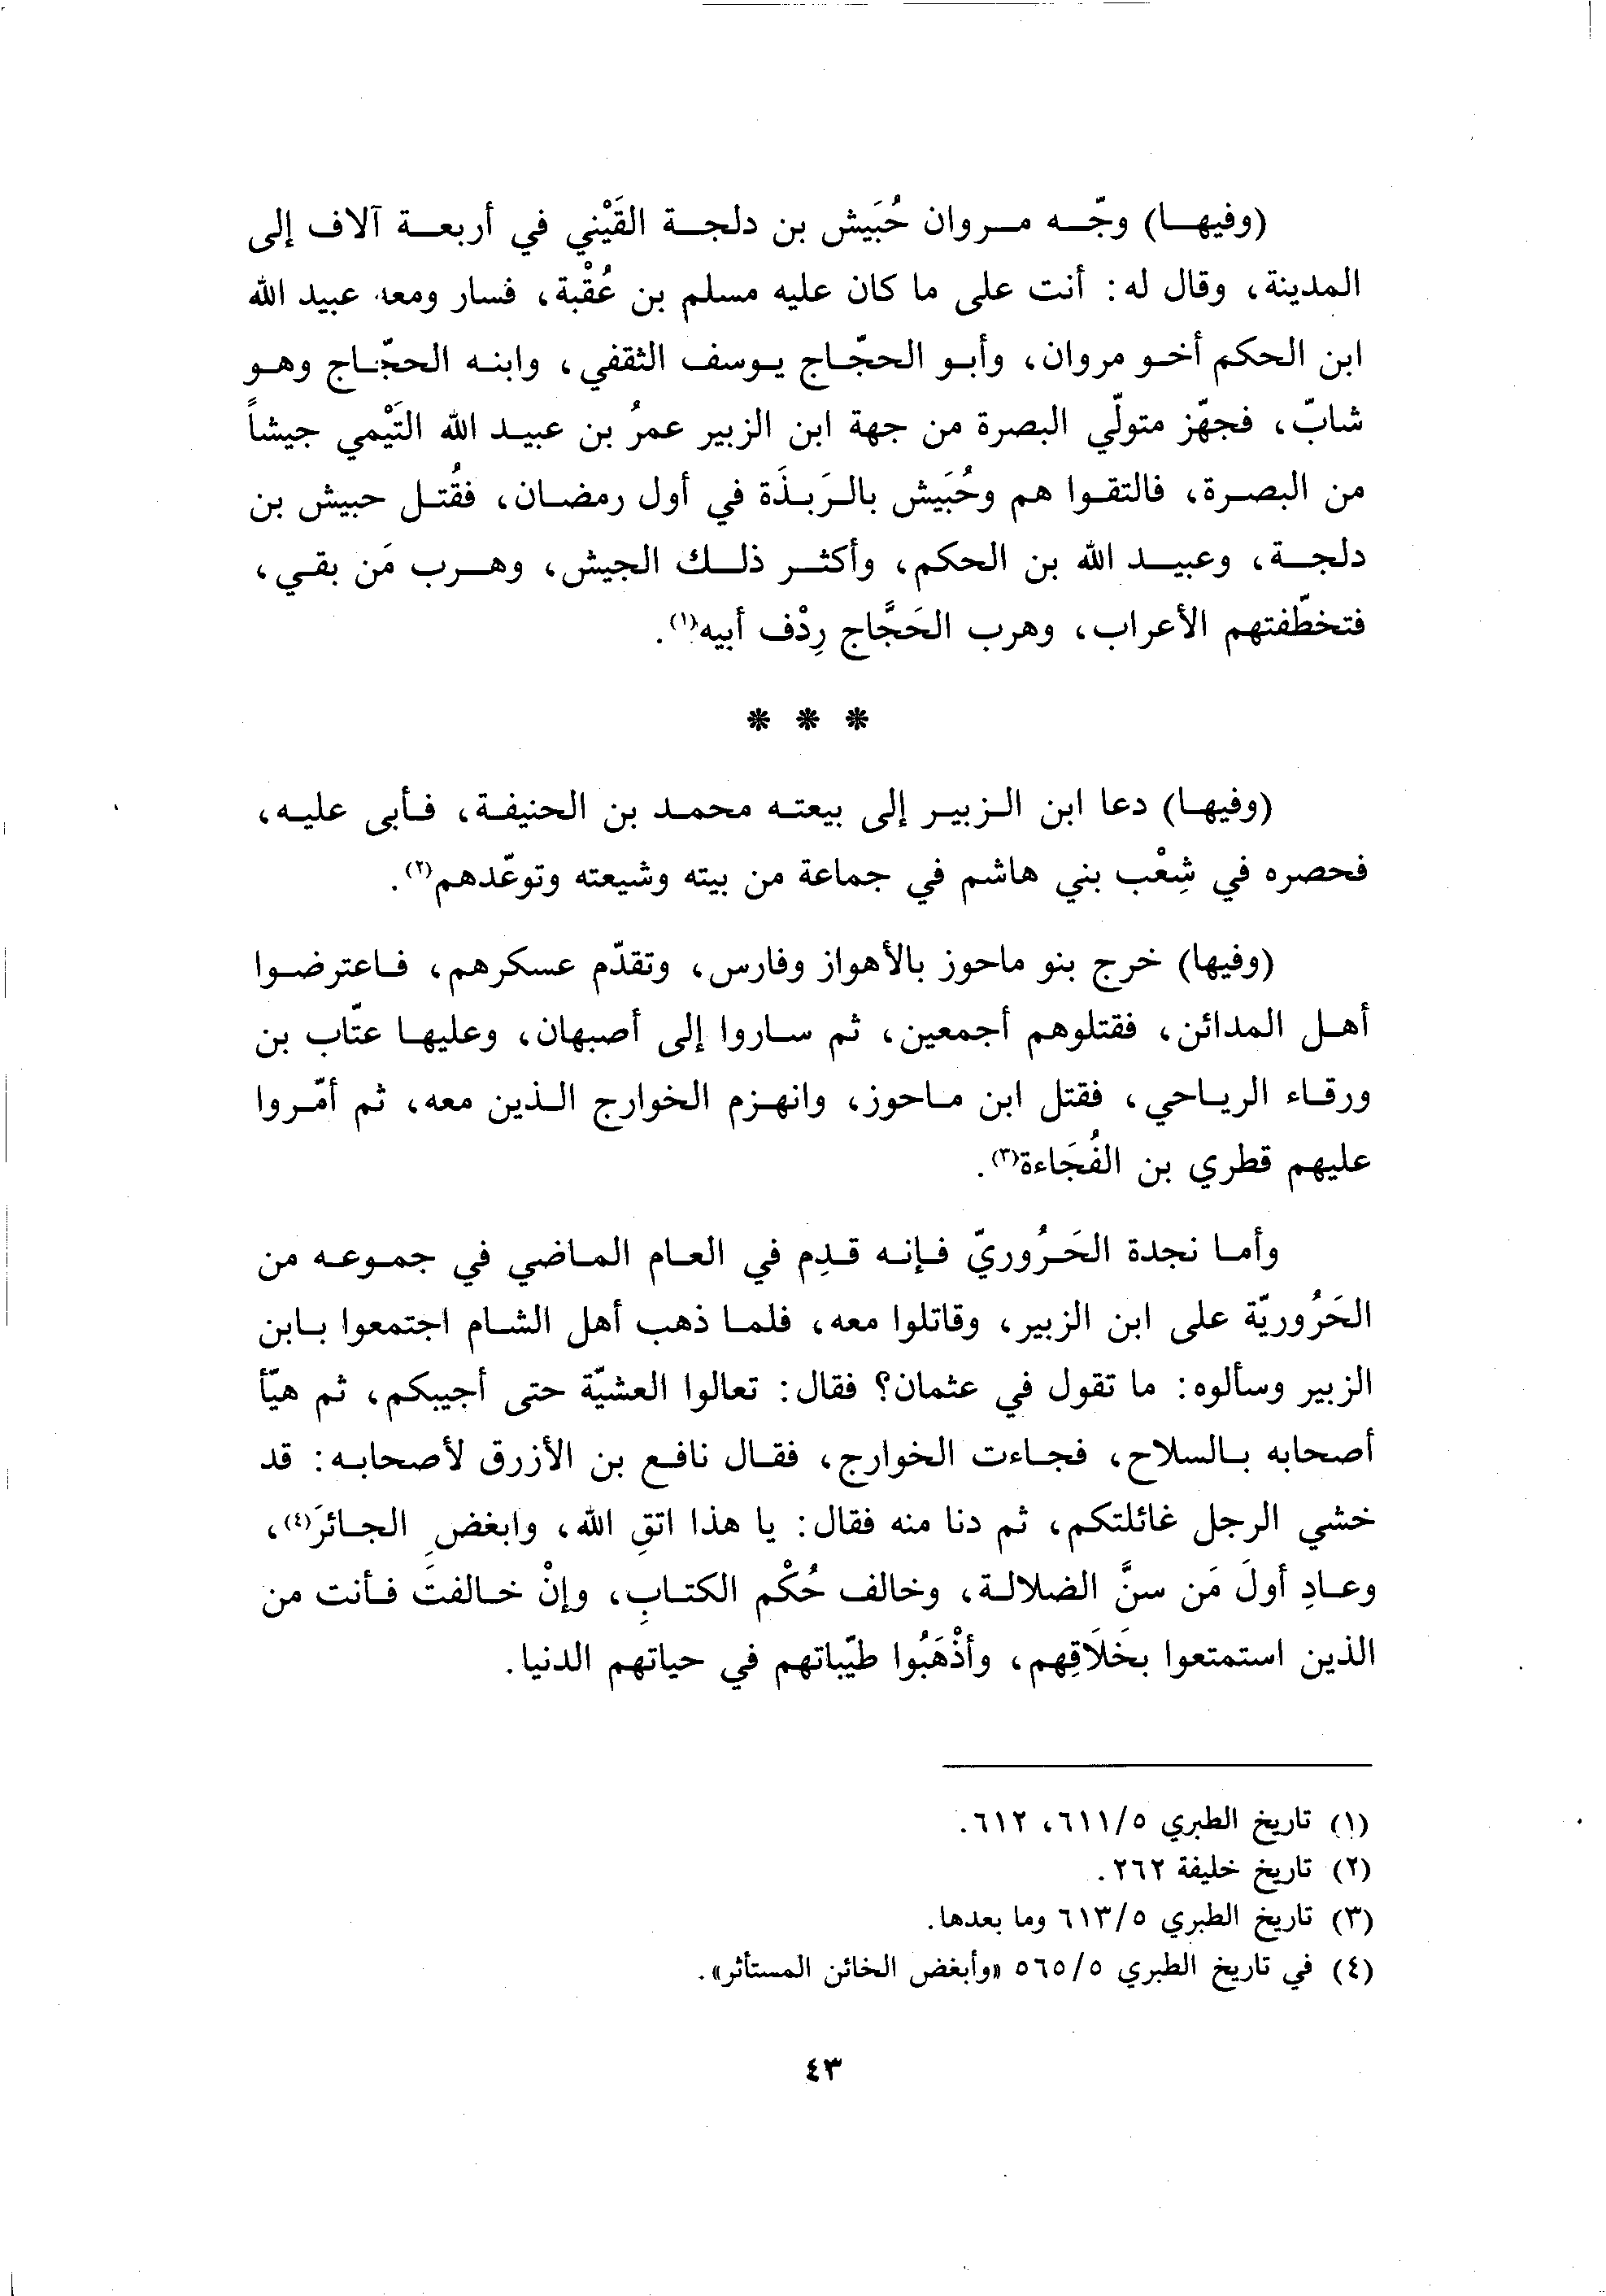 (وفيها) وجّه مروان حُبَيش بن دلجة القَيْني في أربعة آلاف إلى
المدينة، وقال له: أنت على ما كان عليه مسلم بن عُقْبة، فسار ومعه عبيد الله
ابن الحكم أخو مروان، وأبو الحجّاج يوسف الثقفي، وابنه الحجّاج وهو
شابّ، فجهّز متولّي البصرة من جهة ابن الزبير عمرُ بن عبيد الله التَيْمي جيشاً
من البصرة، فالتقوا هم وحُبَيش بالرَبذَة في أول رمضان، فقُتل حبيش بن
دلجة، وعبيد الله بن الحكم، وأكثر ذلك الجيش، وهرب مَن بقي،
فتخطّفتهم الأعراب، وهرب الحَجَّاج رِدْف أبيه(١).
* * *
(وفيها) دعا ابن الزبير إلى بيعته محمد بن الحنيفة، فأبى عليه،
فحصره في شِعْب بني هاشم في جماعة من بيته وشيعته وتوعّدهم(٢).
(وفيها) خرج بنو ماحوز بالأهواز وفارس، وتقدّم عسكرهم، فاعترضوا
أهل المدائن، فقتلوهم أجمعين، ثم ساروا إلى أصبهان، وعليها عتّاب بن
ورقاء الرياحي، فقتل ابن ماحوز، وانهزم الخوارج الذين معه، ثم أمّروا
عليهم قطري بن الفُجَاءة(٣).
وأما نجدة الحَرُوريّ فإنه قدِم في العام الماضي في جموعه من
الحَرُوريّة على ابن الزبير، وقاتلوا معه، فلما ذهب أهل الشام اجتمعوا بابن
الزبير وسألوه: ما تقول في عثمان؟ فقال: تعالوا العشيّة حتى أجيبكم، ثم هيّأ
أصحابه بالسلاح، فجاءت الخوارج، فقال نافع بن الأزرق لأصحابه: قد
خشي الرجل غائلتكم، ثم دنا منه فقال: يا هذا اتقِ الله، وابغضِ الجائرَ(٤)،
وعادِ أولَ مَن سنَّ الضلالة، وخالف حُكْم الكتابِ، وإنْ خالفتَ فأنت من
الذين استمتعوا بخَلَاقِهم، وأذْهَبُوا طيّباتهم في حياتهم الدنيا.
(١) تاريخ الطبري ٦١١/٥، ٦١٢.
(٢) تاريخ خليفة ٢٦٢.
(٣) تاريخ الطبري ٦١٣/٥ وما بعدها.
(٤) في تاريخ الطبري ٥٦٥/٥ «وأبغض الخائن المستأثر».
٤٣